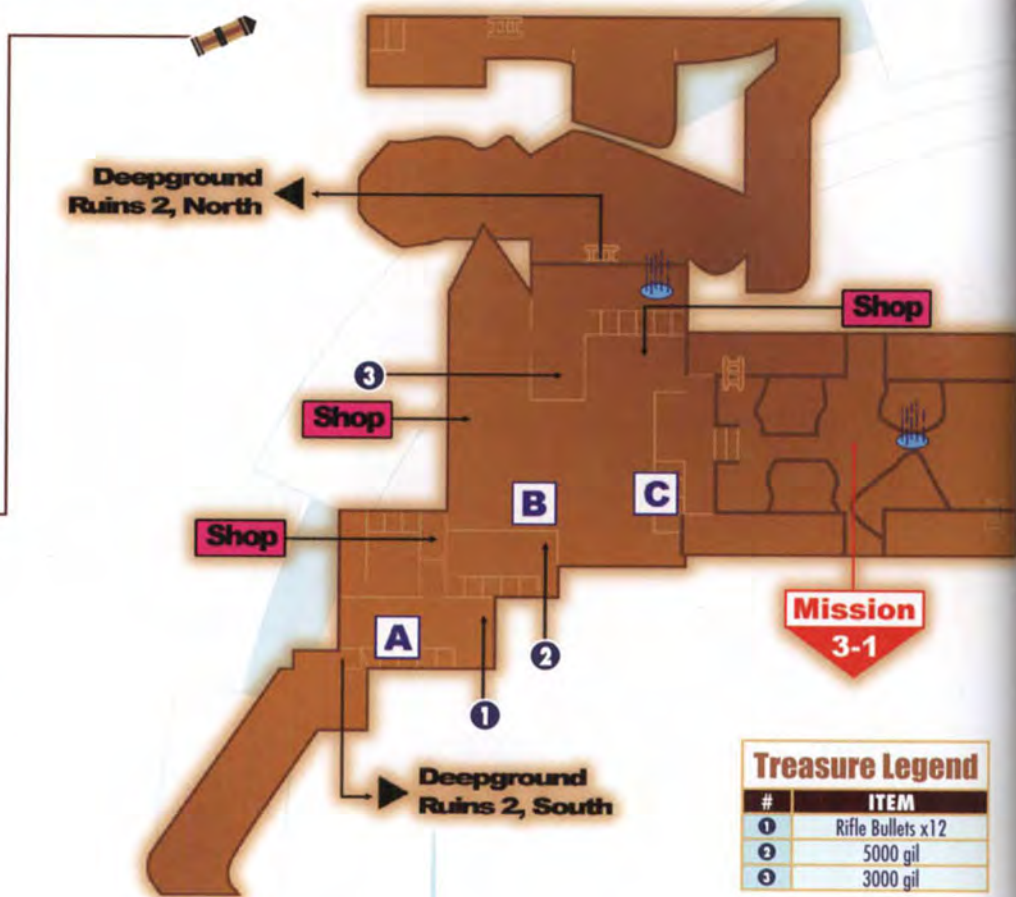 Deepground
Ruins 2, North
Shop
3
Shop
B
C
Shop
Mission
3-1
A
2
1
Deepground
Ruins 2, South
Treasure Legend
# ITEM
1 Rifle Bullets x12
2 5000 gil
3 3000 gil